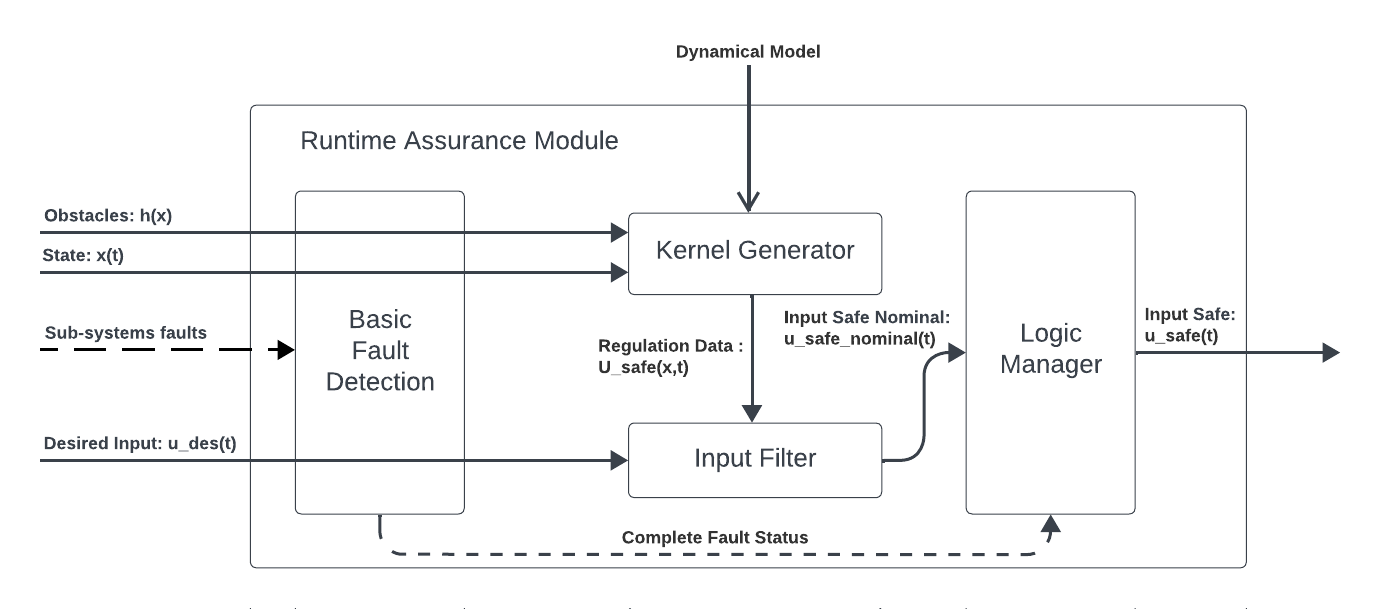 Dynamical Model
Runtime Assurance Module
Obstacles: h(x)
State: x(t)
Kernel Generator
Sub-systems faults
Basic
Fault
Detection
Regulation Data :
U_safe(x,t)
Input Safe Nominal:
u_safe_nominal(t)
Logic
Manager
Input Safe:
u_safe(t)
Desired Input: u_des(t)
Input Filter
Complete Fault Status